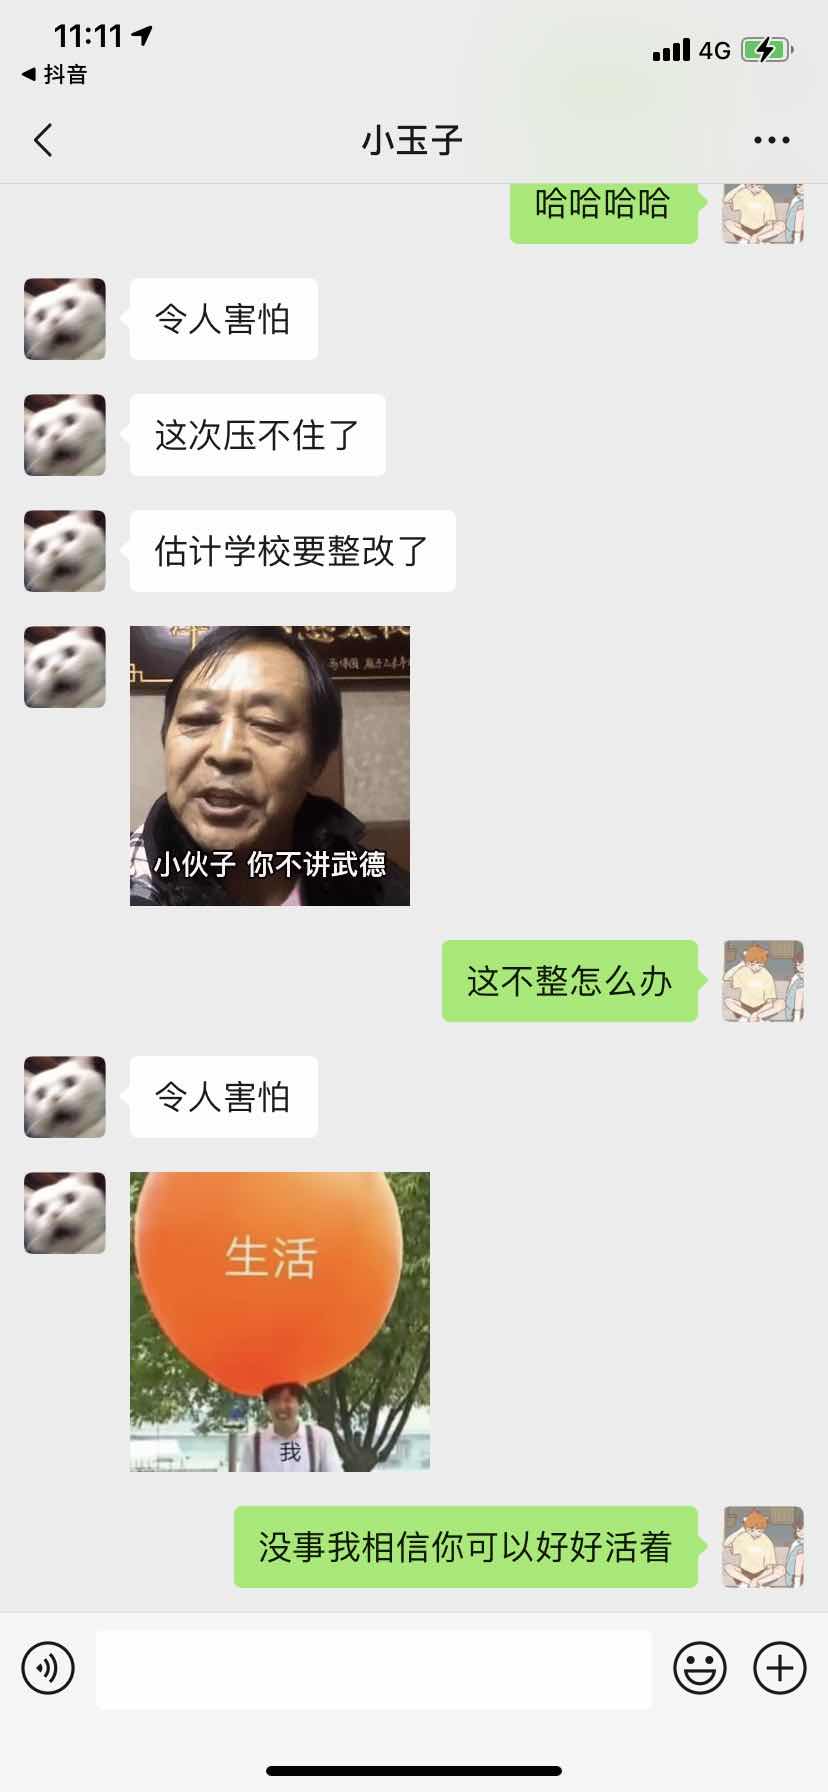 11:11
4G
抖音
小玉子
哈哈哈哈
令人害怕
这次压不住了
估计学校要整改了
小伙子 你不讲武德
这不整怎么办
令人害怕
生活
我
没事我相信你可以好好活着